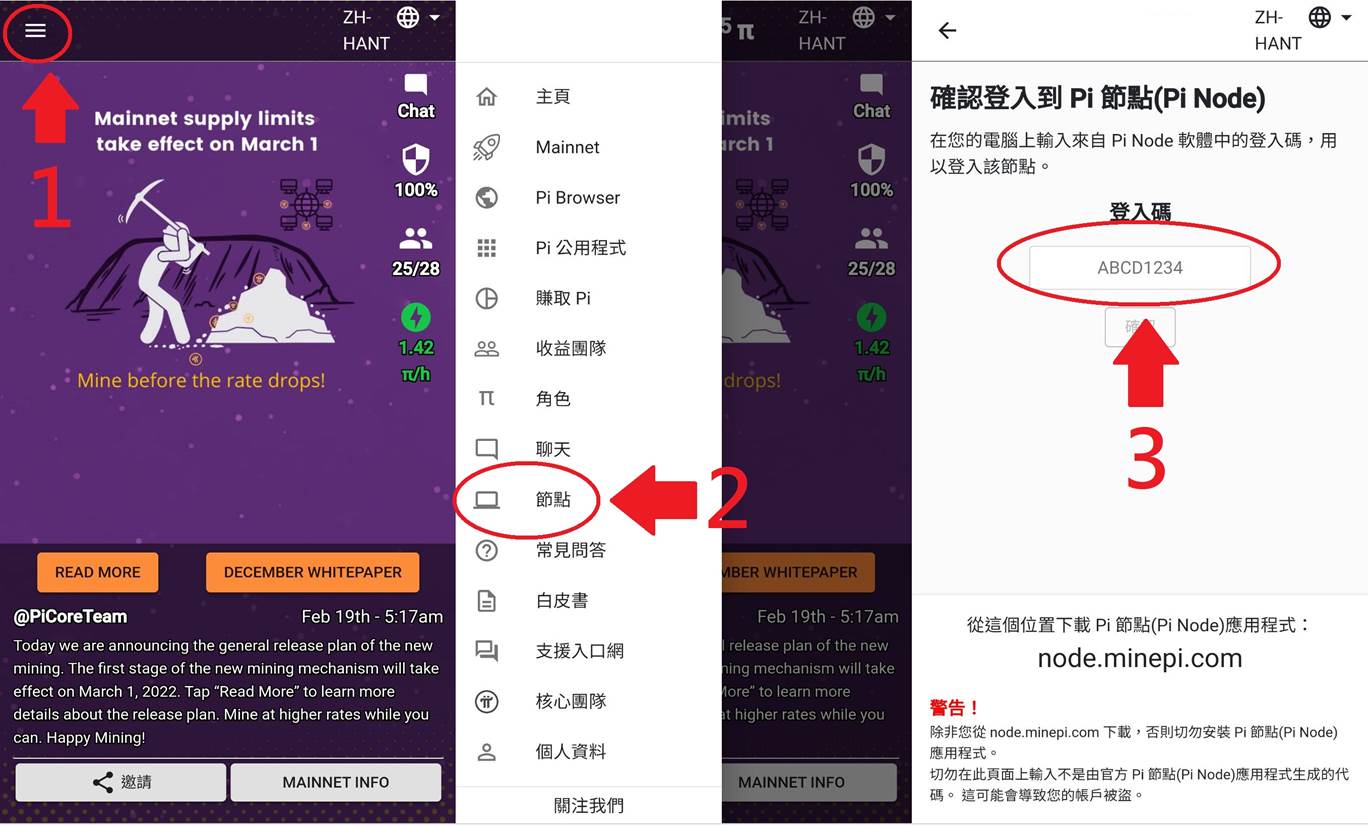 ZH-
HANT
Chat
Mainnet supply limits
take effect on March 1
100%
1
25/28
1.42
π/h
Mine before the rate drops!
READ MORE
DECEMBER WHITEPAPER
@PiCoreTeam
Feb 19th - 5:17am
Today we are announcing the general release plan of the new
mining. The first stage of the new mining mechanism will take
effect on March 1, 2022. Tap “Read More” to learn more
details about the release plan. Mine at higher rates while you
can. Happy Mining!
邀請
MAINNET INFO
主頁
Mainnet
Pi Browser
Pi 公用程式
賺取 Pi
收益團隊
角色
聊天
節點
常見問答
白皮書
支援入口網
核心團隊
個人資料
關注我們
2
5 π
ZH-
HANT
Chat
imits
arch 1
100%
25/28
1.42
π/h
drops!
MBER WHITEPAPER
Feb 19th - 5:17am
l release plan of the new
ning mechanism will take
More” to learn more
at higher rates while you
MAINNET INFO
ZH-
HANT
確認登入到 Pi 節點(Pi Node)
在您的電腦上輸入來自 Pi Node 軟體中的登入碼，用
以登入該節點。
登入碼
ABCD1234
3
從這個位置下載 Pi 節點(Pi Node)應用程式：
node.minepi.com
警告！
除非您從 node.minepi.com 下載，否則切勿安裝 Pi 節點(Pi Node)
應用程式。
切勿在此頁面上輸入不是由官方 Pi 節點(Pi Node)應用程式生成的代
碼。 這可能會導致您的帳戶被盜。